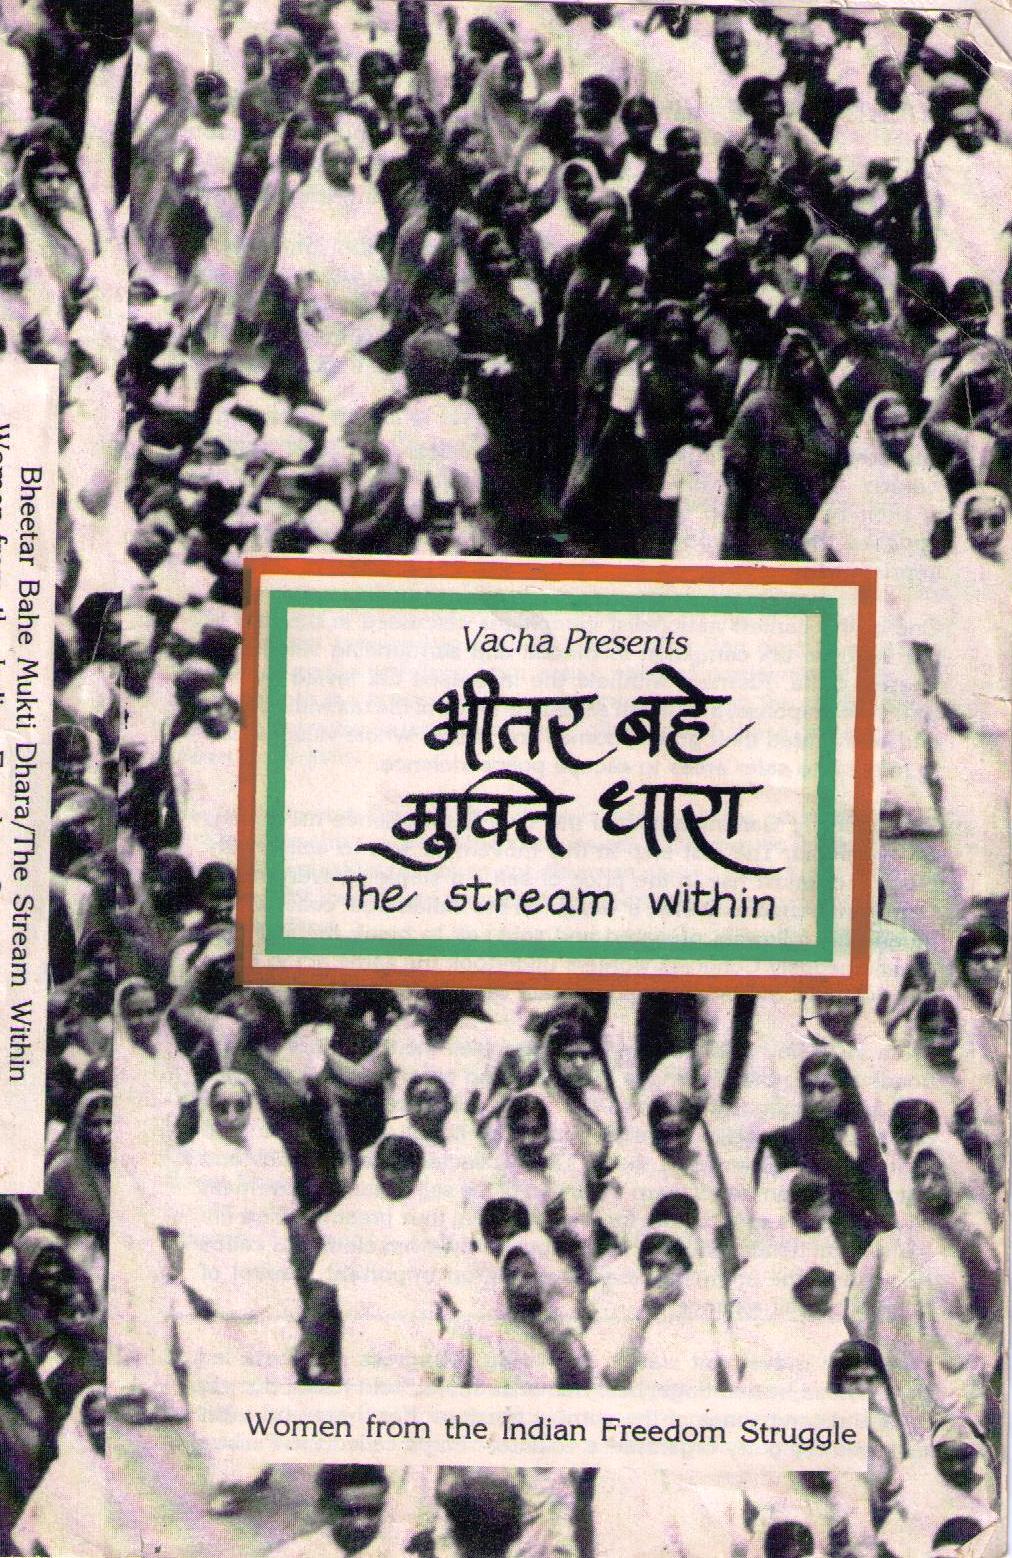 Vacha Presents
भीतर बहे
मुक्ति धारा
The stream within
Women from the Indian Freedom Struggle
Bheetar Bahe Mukti Dhara/The Stream Within